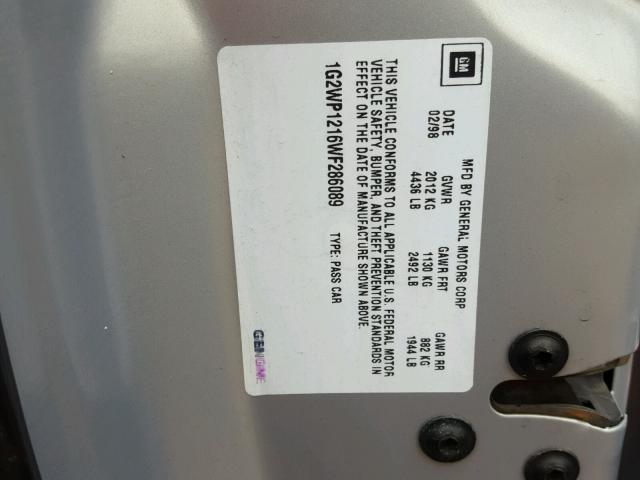 GM
MFD BY GENERAL MOTORS CORP
DATE GVWR GAWR FRT GAWR RR
02/98 2012 KG 1130 KG 882 KG
4436 LB 2492 LB 1944 LB
THIS VEHICLE CONFORMS TO ALL APPLICABLE U.S. FEDERAL MOTOR
VEHICLE SAFETY, BUMPER, AND THEFT PREVENTION STANDARDS IN
EFFECT ON THE DATE OF MANUFACTURE SHOWN ABOVE.
1G2WP1216WF286089 TYPE: PASS CAR
GENUINE